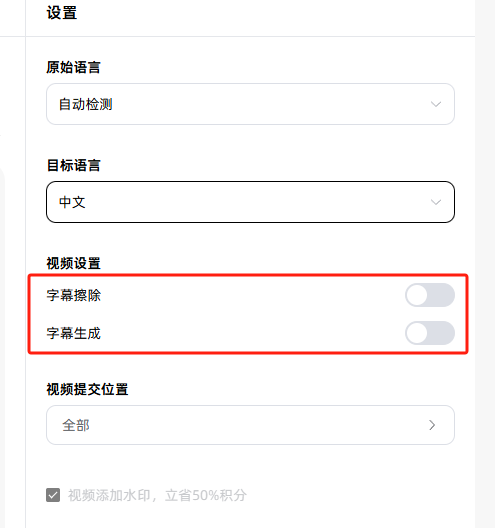 设置
原始语言
自动检测
目标语言
中文
视频设置
字幕擦除
字幕生成
视频提交位置
全部
视频添加水印，立省50%积分